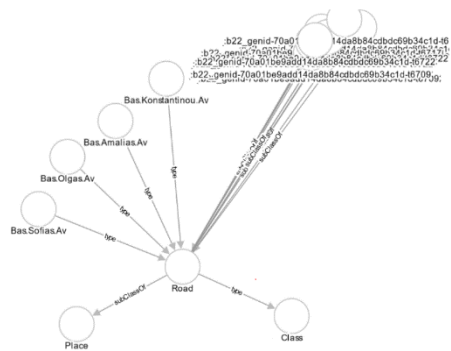 :b22_genid-70a01be9add14da8b84cdbdc69b34c1d-t6722
:b22_genid-70a01be9add14da8b84cdbdc69b34c1d-t6709;
Bas.Konstantinou.Av
Bas.Amalias.Av
Bas.Olgas.Av
Bas.Sofias.Av
type
type
type
type
subClassOf
Road
subClassOf
type
Place
Class